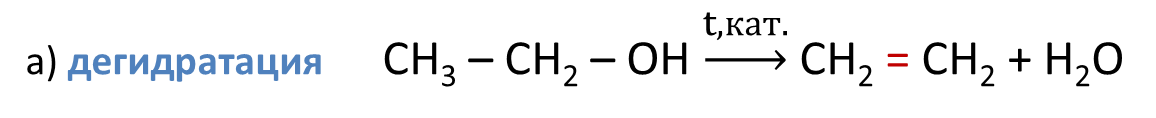 t,кат.
а) дегидратация CH₃ – CH₂ – OH ⟶ CH₂ = CH₂ + H₂O